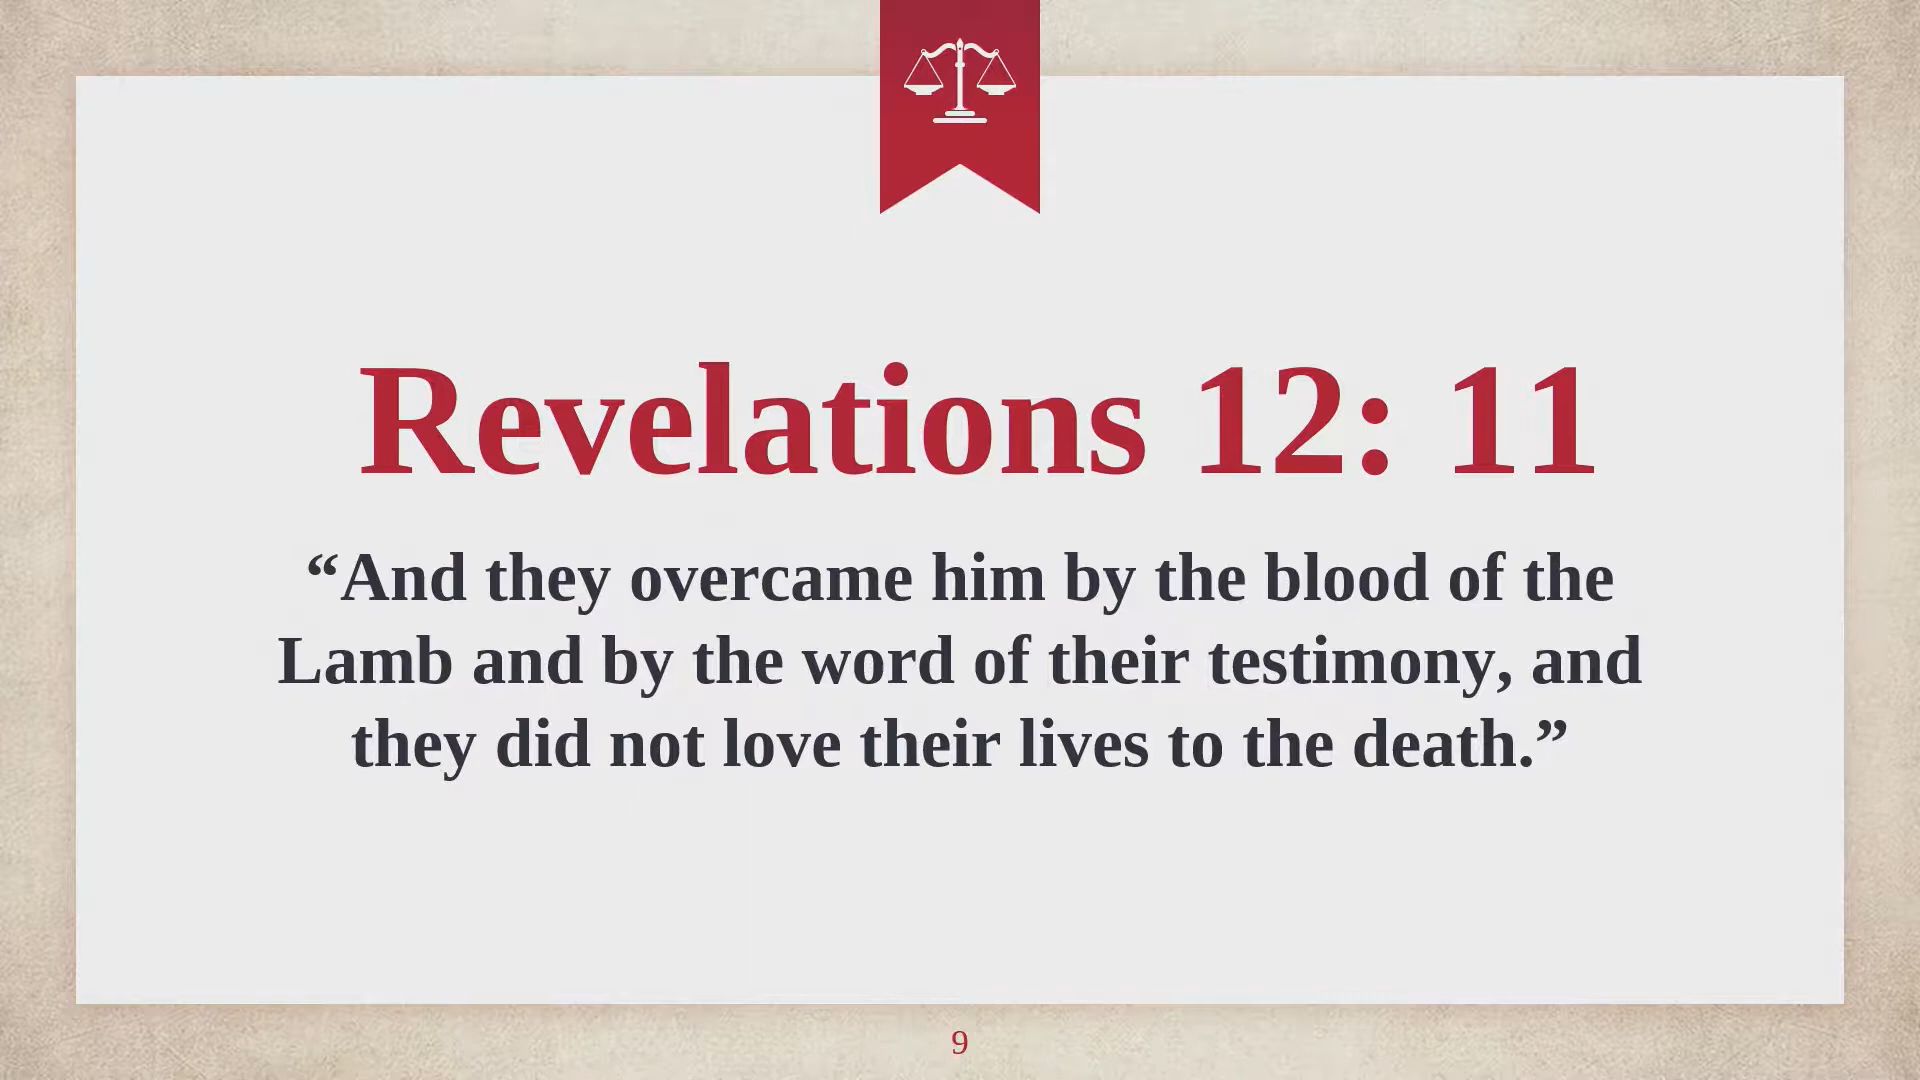 Revelations 12: 11
“And they overcame him by the blood of the
Lamb and by the word of their testimony, and
they did not love their lives to the death.”
9